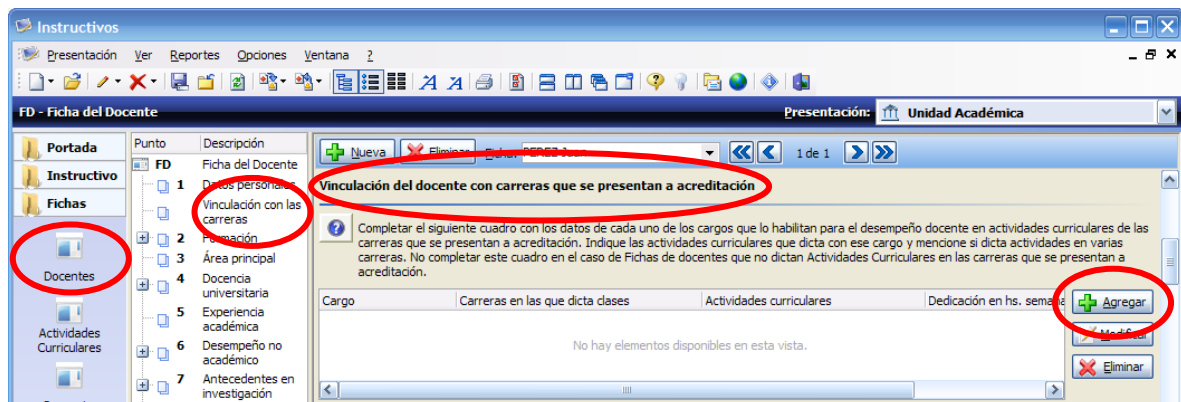 Instructivos
Presentación Ver Reportes Opciones Ventana ?
FD - Ficha del Docente
Presentación: Unidad Académica
Portada
Instructivo
Fichas
Docentes
Actividades
Curriculares
Punto Descripción
FD Ficha del Docente
1 Datos personales
Vinculación con las
carreras
2 Formación
3 Área principal
4 Docencia
universitaria
5 Experiencia
académica
6 Desempeño no
académico
7 Antecedentes en
investigación
Nueva Eliminar Ficha: PEREZ Juan 1 de 1
Vinculación del docente con carreras que se presentan a acreditación
Completar el siguiente cuadro con los datos de cada uno de los cargos que lo habilitan para el desempeño docente en actividades curriculares de las
carreras que se presentan a acreditación. Indique las actividades curriculares que dicta con ese cargo y mencione si dicta actividades en varias
carreras. No completar este cuadro en el caso de Fichas de docentes que no dictan Actividades Curriculares en las carreras que se presentan a
acreditación.
Cargo Carreras en las que dicta clases Actividades curriculares Dedicación en hs. semana
No hay elementos disponibles en esta vista.
Agregar
Modificar
Eliminar